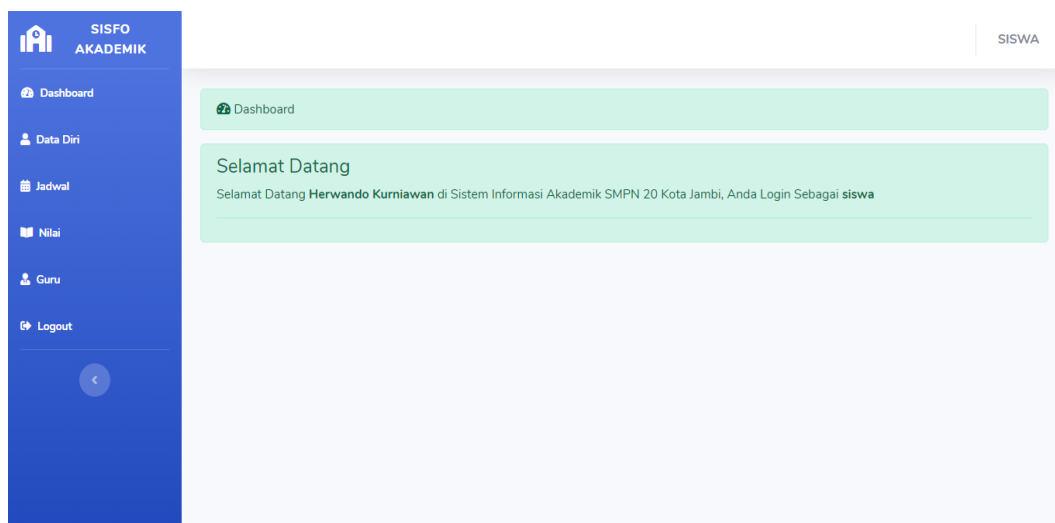 SISFO
AKADEMIK
Dashboard
Data Diri
Jadwal
Nilai
Guru
Logout
SISWA
Dashboard
Selamat Datang
Selamat Datang Herwando Kurniawan di Sistem Informasi Akademik SMPN 20 Kota Jambi, Anda Login Sebagai siswa